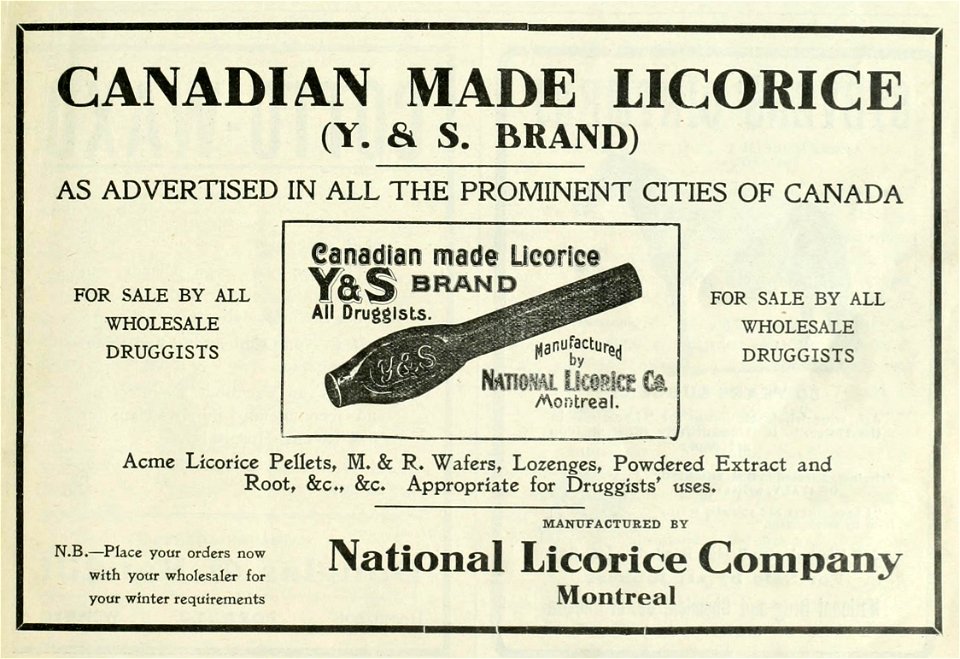 CANADIAN MADE LICORICE
(Y. & S. BRAND)
AS ADVERTISED IN ALL THE PROMINENT CITIES OF CANADA
FOR SALE BY ALL
WHOLESALE
DRUGGISTS
Canadian made Licorice
Y&S BRAND
All Druggists.
Y&S
Manufactured
by
NATIONAL LICORICE Co.
Montreal.
FOR SALE BY ALL
WHOLESALE
DRUGGISTS
Acme Licorice Pellets, M. & R. Wafers, Lozenges, Powdered Extract and
Root, &c., &c. Appropriate for Druggists' uses.
N.B.—Place your orders now
with your wholesaler for
your winter requirements
MANUFACTURED BY
National Licorice Company
Montreal